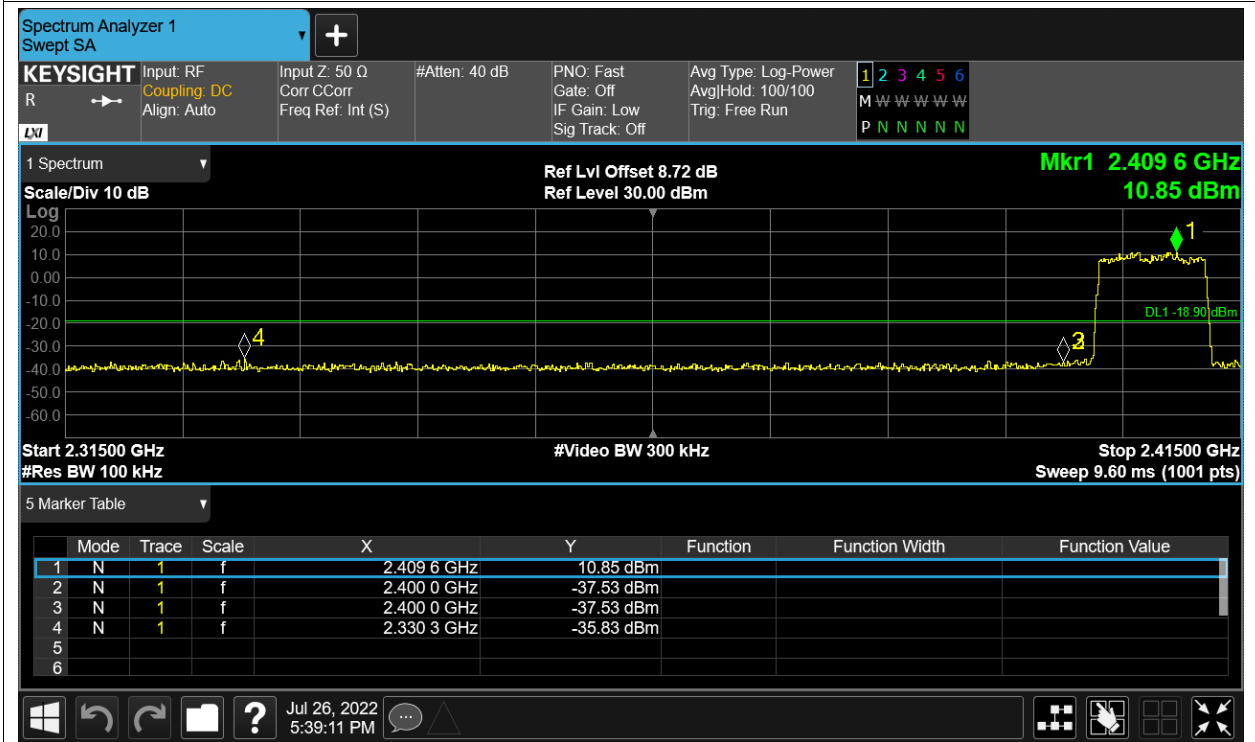 Spectrum Analyzer 1
Swept SA
KEYSIGHT
R
LXI
Input: RF
Coupling: DC
Align: Auto
Input Z: 50 Ω
Corr CCorr
Freq Ref: Int (S)
#Atten: 40 dB
PNO: Fast
Gate: Off
IF Gain: Low
Sig Track: Off
Avg Type: Log-Power
Avg|Hold: 100/100
Trig: Free Run
1 2 3 4 5 6
M W W W W W
P N N N N N
1 Spectrum
Scale/Div 10 dB
Ref Lvl Offset 8.72 dB
Ref Level 30.00 dBm
Mkr1 2.409 6 GHz
10.85 dBm
Log
20.0
10.0
0.00
-10.0
-20.0
-30.0
-40.0
-50.0
-60.0
1
DL1 -18.90 dBm
4
Start 2.31500 GHz
#Res BW 100 kHz
#Video BW 300 kHz
Stop 2.41500 GHz
Sweep 9.60 ms (1001 pts)
5 Marker Table
Mode Trace Scale X Y Function Function Width Function Value
1 N 1 f 2.409 6 GHz 10.85 dBm
2 N 1 f 2.400 0 GHz -37.53 dBm
3 N 1 f 2.400 0 GHz -37.53 dBm
4 N 1 f 2.330 3 GHz -35.83 dBm
5
6
?
Jul 26, 2022
5:39:11 PM